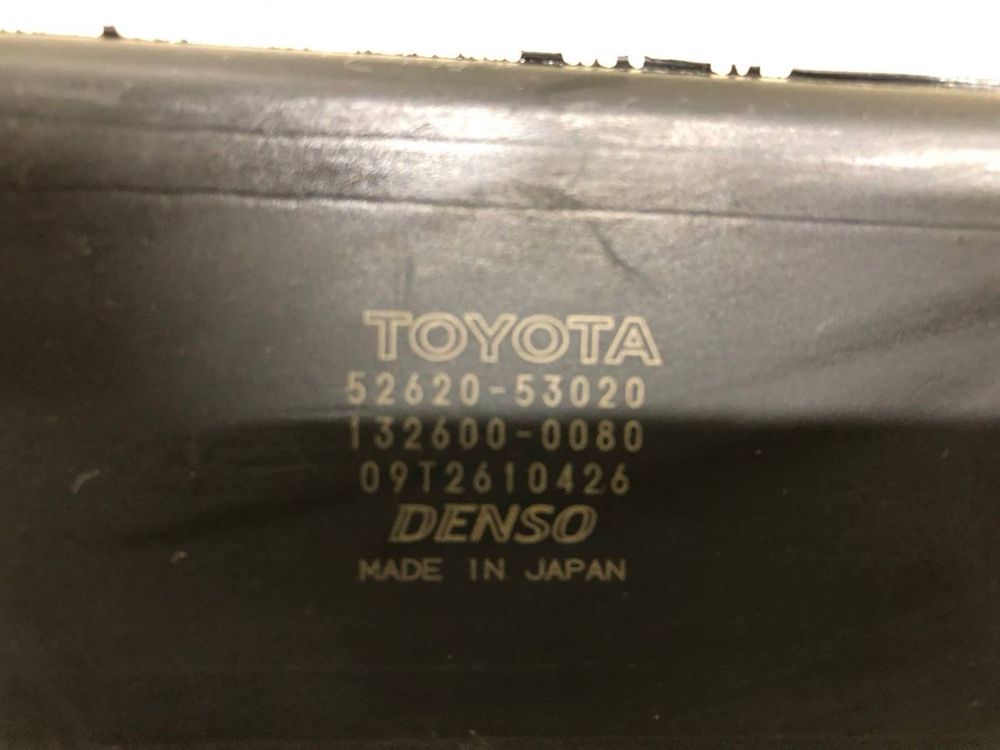 TOYOTA
52620-53020
132600-0080
09T2610426
DENSO
MADE IN JAPAN